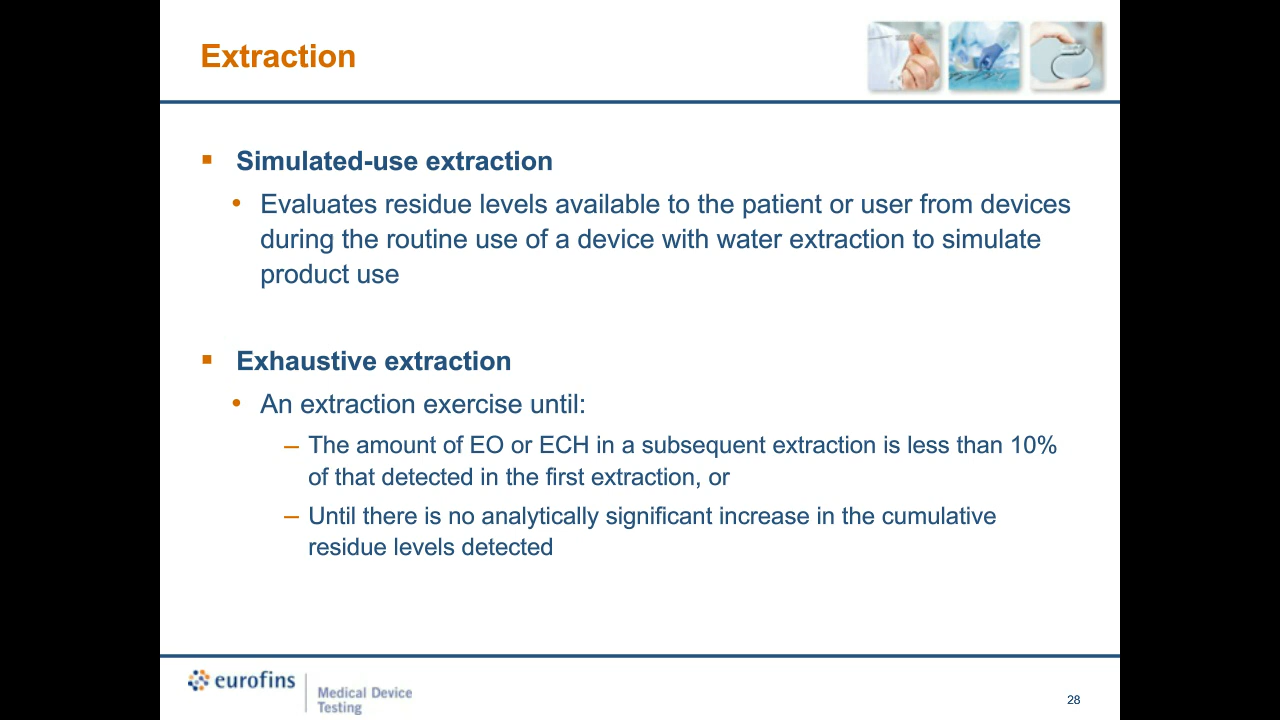 Extraction
Simulated-use extraction
Evaluates residue levels available to the patient or user from devices
during the routine use of a device with water extraction to simulate
product use
Exhaustive extraction
An extraction exercise until:
The amount of EO or ECH in a subsequent extraction is less than 10%
of that detected in the first extraction, or
Until there is no analytically significant increase in the cumulative
residue levels detected
eurofins
Medical Device
Testing
28